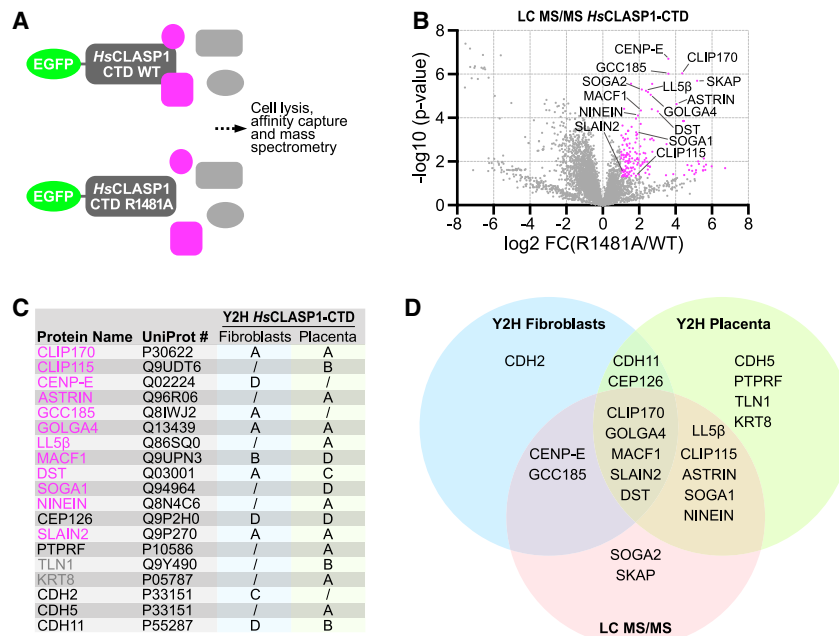 A
EGFP
HsCLASP1
CTD WT
Cell lysis,
affinity capture
and mass
spectrometry
EGFP
HsCLASP1
CTD R1481A
B
LC MS/MS HsCLASP1-CTD
-log10 (p-value)
8
6
4
2
0
-8 -6 -4 -2 0 2 4 6 8
log2 FC(R1481A/WT)
CENP-E
CLIP170
GCC185
SOGA2
SKAP
LL5β
MACF1
ASTRIN
NINEIN
GOLGA4
SLAIN2
DST
SOGA1
CLIP115
C
Y2H HsCLASP1-CTD
Protein Name UniProt # Fibroblasts Placenta
CLIP170 P30622 A A
CLIP115 Q9UDT6 / B
CENP-E Q02224 D /
ASTRIN Q96R06 / A
GCC185 Q8IWJ2 A /
GOLGA4 Q13439 A A
LL5β Q86SQ0 / A
MACF1 Q9UPN3 B D
DST Q03001 A C
SOGA1 Q94964 / D
NINEIN Q8N4C6 / A
CEP126 Q9P2H0 D D
SLAIN2 Q9P270 A A
PTPRF P10586 / A
TLN1 Q9Y490 / B
KRT8 P05787 / A
CDH2 P33151 C /
CDH5 P33151 / A
CDH11 P55287 D B
D
Y2H Fibroblasts
Y2H Placenta
CDH2
CDH11
CEP126
CDH5
PTPRF
TLN1
KRT8
CLIP170
GOLGA4
MACF1
SLAIN2
DST
CENP-E
GCC185
LL5β
CLIP115
ASTRIN
SOGA1
NINEIN
SOGA2
SKAP
LC MS/MS